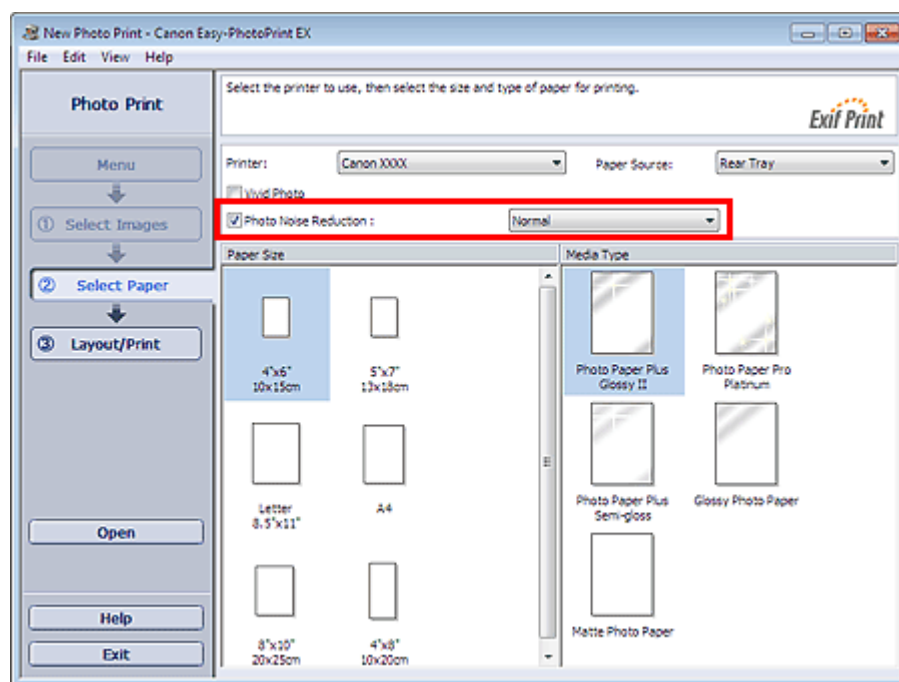 New Photo Print - Canon Easy-PhotoPrint EX
File Edit View Help
Photo Print
Select the printer to use, then select the size and type of paper for printing.
Exif Print
Menu
① Select Images
② Select Paper
③ Layout/Print
Open
Help
Exit
Printer: Canon XXXX Paper Source: Rear Tray
Vivid Photo
Photo Noise Reduction : Normal
Paper Size
4"x6"
10x15cm
5"x7"
13x18cm
Letter
8.5"x11"
A4
8"x10"
20x25cm
4"x8"
10x20cm
Media Type
Photo Paper Plus
Glossy II
Photo Paper Pro
Platinum
Photo Paper Plus
Semi-gloss
Glossy Photo Paper
Matte Photo Paper